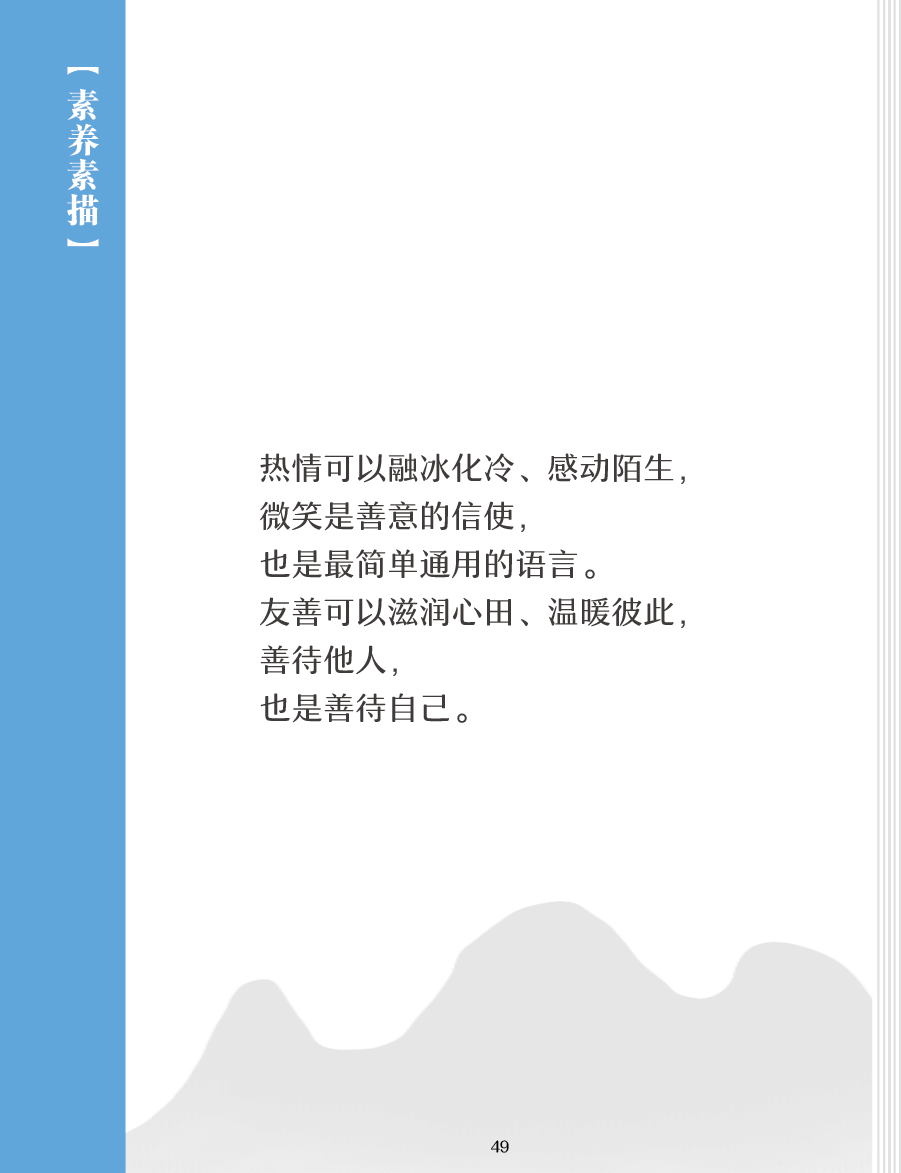 【素养素描】
热情可以融冰化冷、感动陌生，
微笑是善意的信使，
也是最简单通用的语言。
友善可以滋润心田、温暖彼此，
善待他人，
也是善待自己。
49